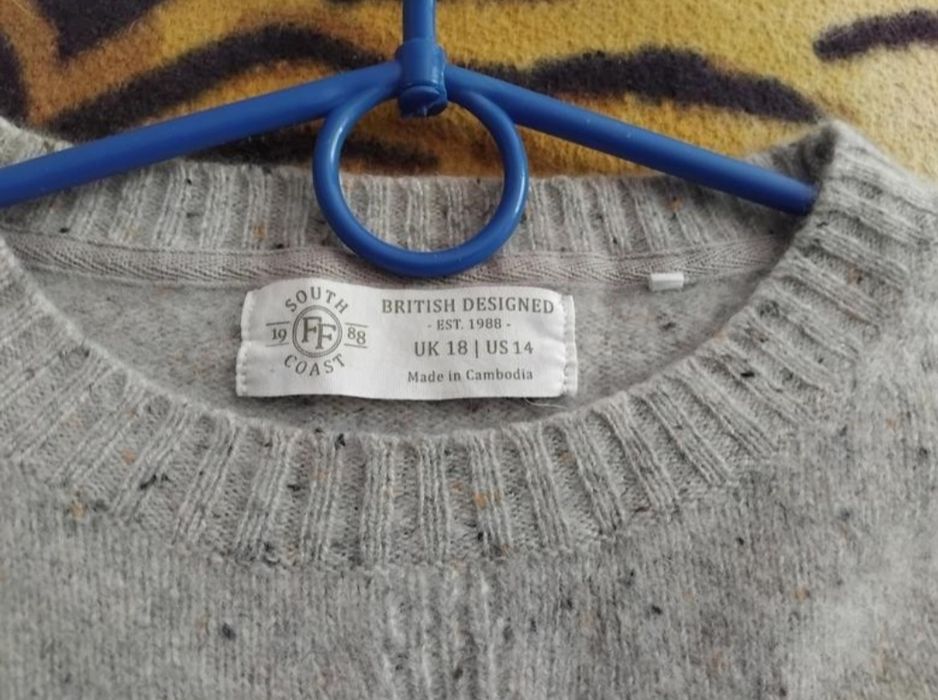 SOUTH
19 FF 88
COAST
BRITISH DESIGNED
- EST. 1988 -
UK 18 | US 14
Made in Cambodia